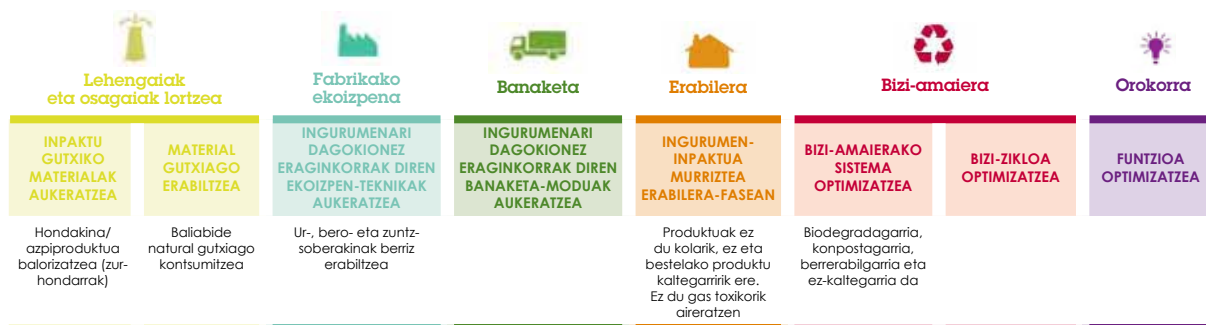 Lehengaiak
eta osagaiak lortzea
Fabrikako
ekoizpena
Banaketa
Erabilera
Bizi-amaiera
Orokorra
INPAKTU
GUTXIKO
MATERIALAK
AUKERATZEA
MATERIAL
GUTXIAGO
ERABILTZEA
INGURUMENARI
DAGOKIONEZ
ERAGINKORRAK DIREN
EKOIZPEN-TEKNIKAK
AUKERATZEA
INGURUMENARI
DAGOKIONEZ
ERAGINKORRAK DIREN
BANAKETA-MODUAK
AUKERATZEA
INGURUMEN-
INPAKTUA
MURRIZTEA
ERABILERA-FASEAN
BIZI-AMAIERAKO
SISTEMA
OPTIMIZATZEA
BIZI-ZIKLOA
OPTIMIZATZEA
FUNTZIOA
OPTIMIZATZEA
Hondakina/
azpiproduktua
balorizatzea (zur-
hondarrak)
Baliabide
natural gutxiago
kontsumitzea
Ur-, bero- eta zuntz-
soberakinak berriz
erabiltzea
Produktuak ez
du kolarik, ez eta
bestelako produktu
kaltegarririk ere.
Ez du gas toxikorik
aireratzen
Biodegradagarria,
konpostagarria,
berrerabilgarria eta
ez-kaltegarria da